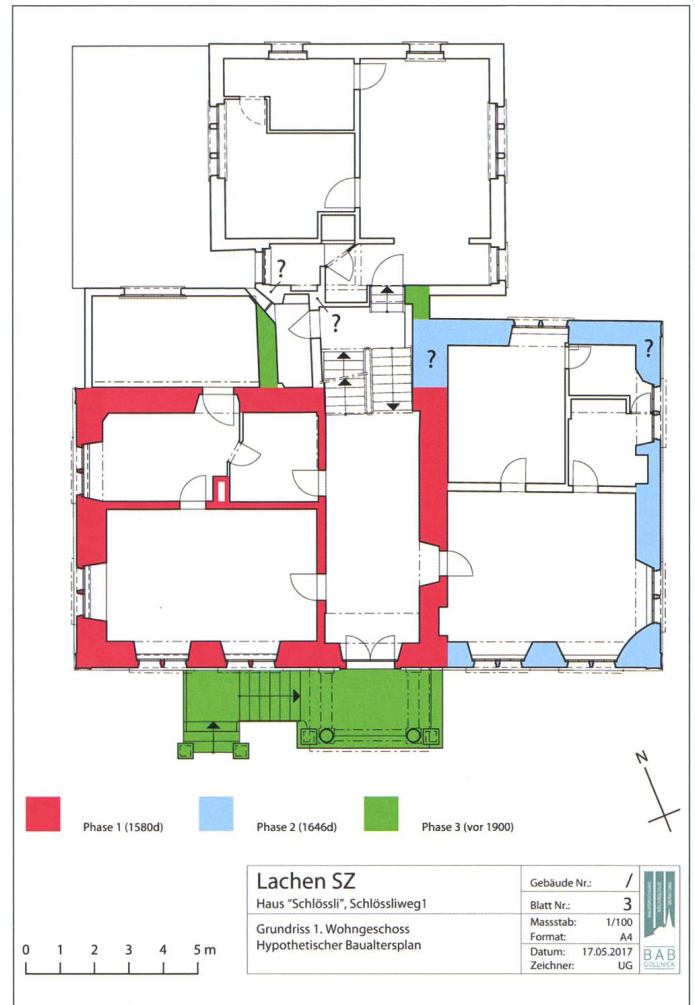 ?
?
?
?
N
Phase 1 (1580d)
Phase 2 (1646d)
Phase 3 (vor 1900)
Lachen SZ
Haus "Schlössli", Schlössliweg1
Grundriss 1. Wohngeschoss
Hypothetischer Baualtersplan
Gebäude Nr.: /
Blatt Nr.: 3
Massstab: 1/100
Format: A4
Datum: 17.05.2017
Zeichner: UG
BAB
GOLLNICK
0 1 2 3 4 5 m